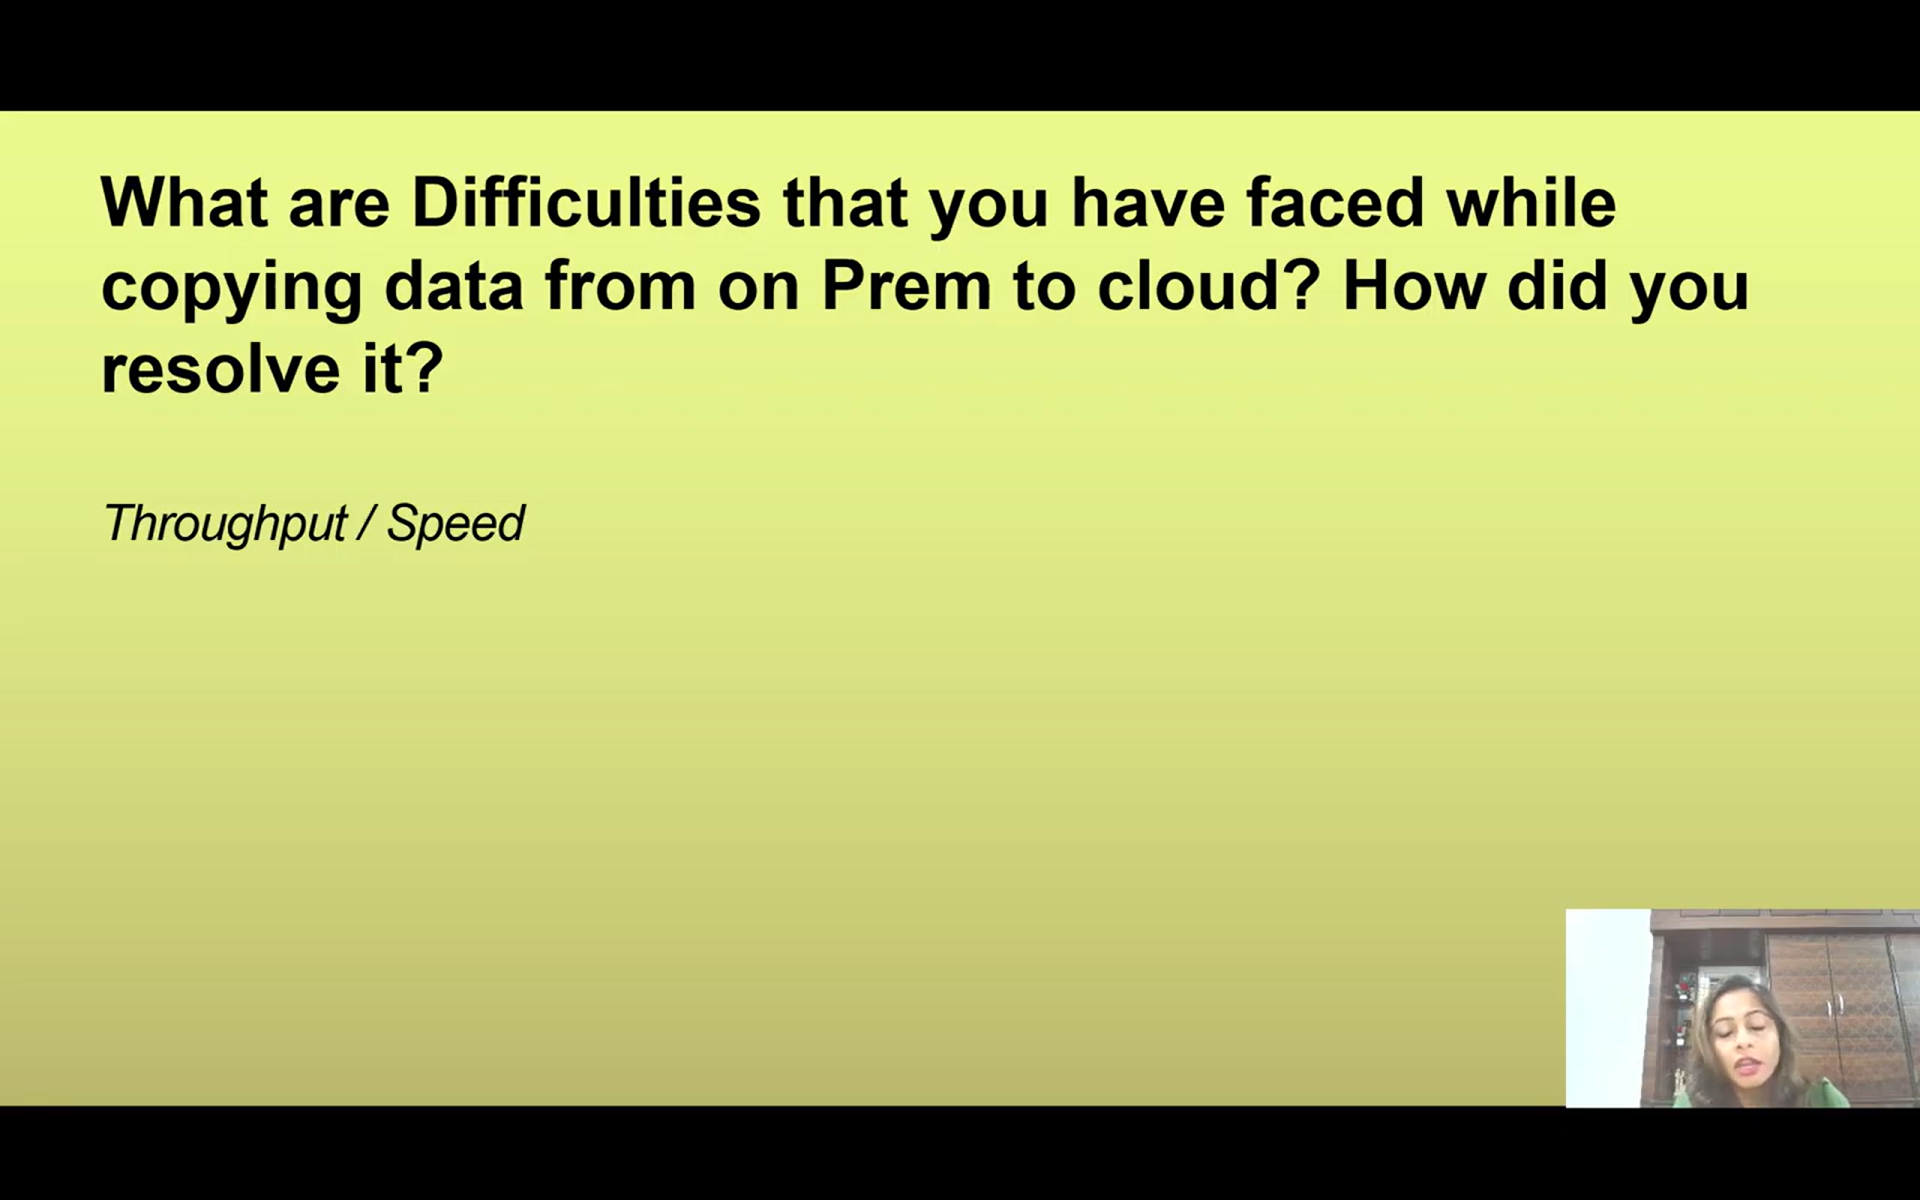 What are Difficulties that you have faced while
copying data from on Prem to cloud? How did you
resolve it?
Throughput / Speed